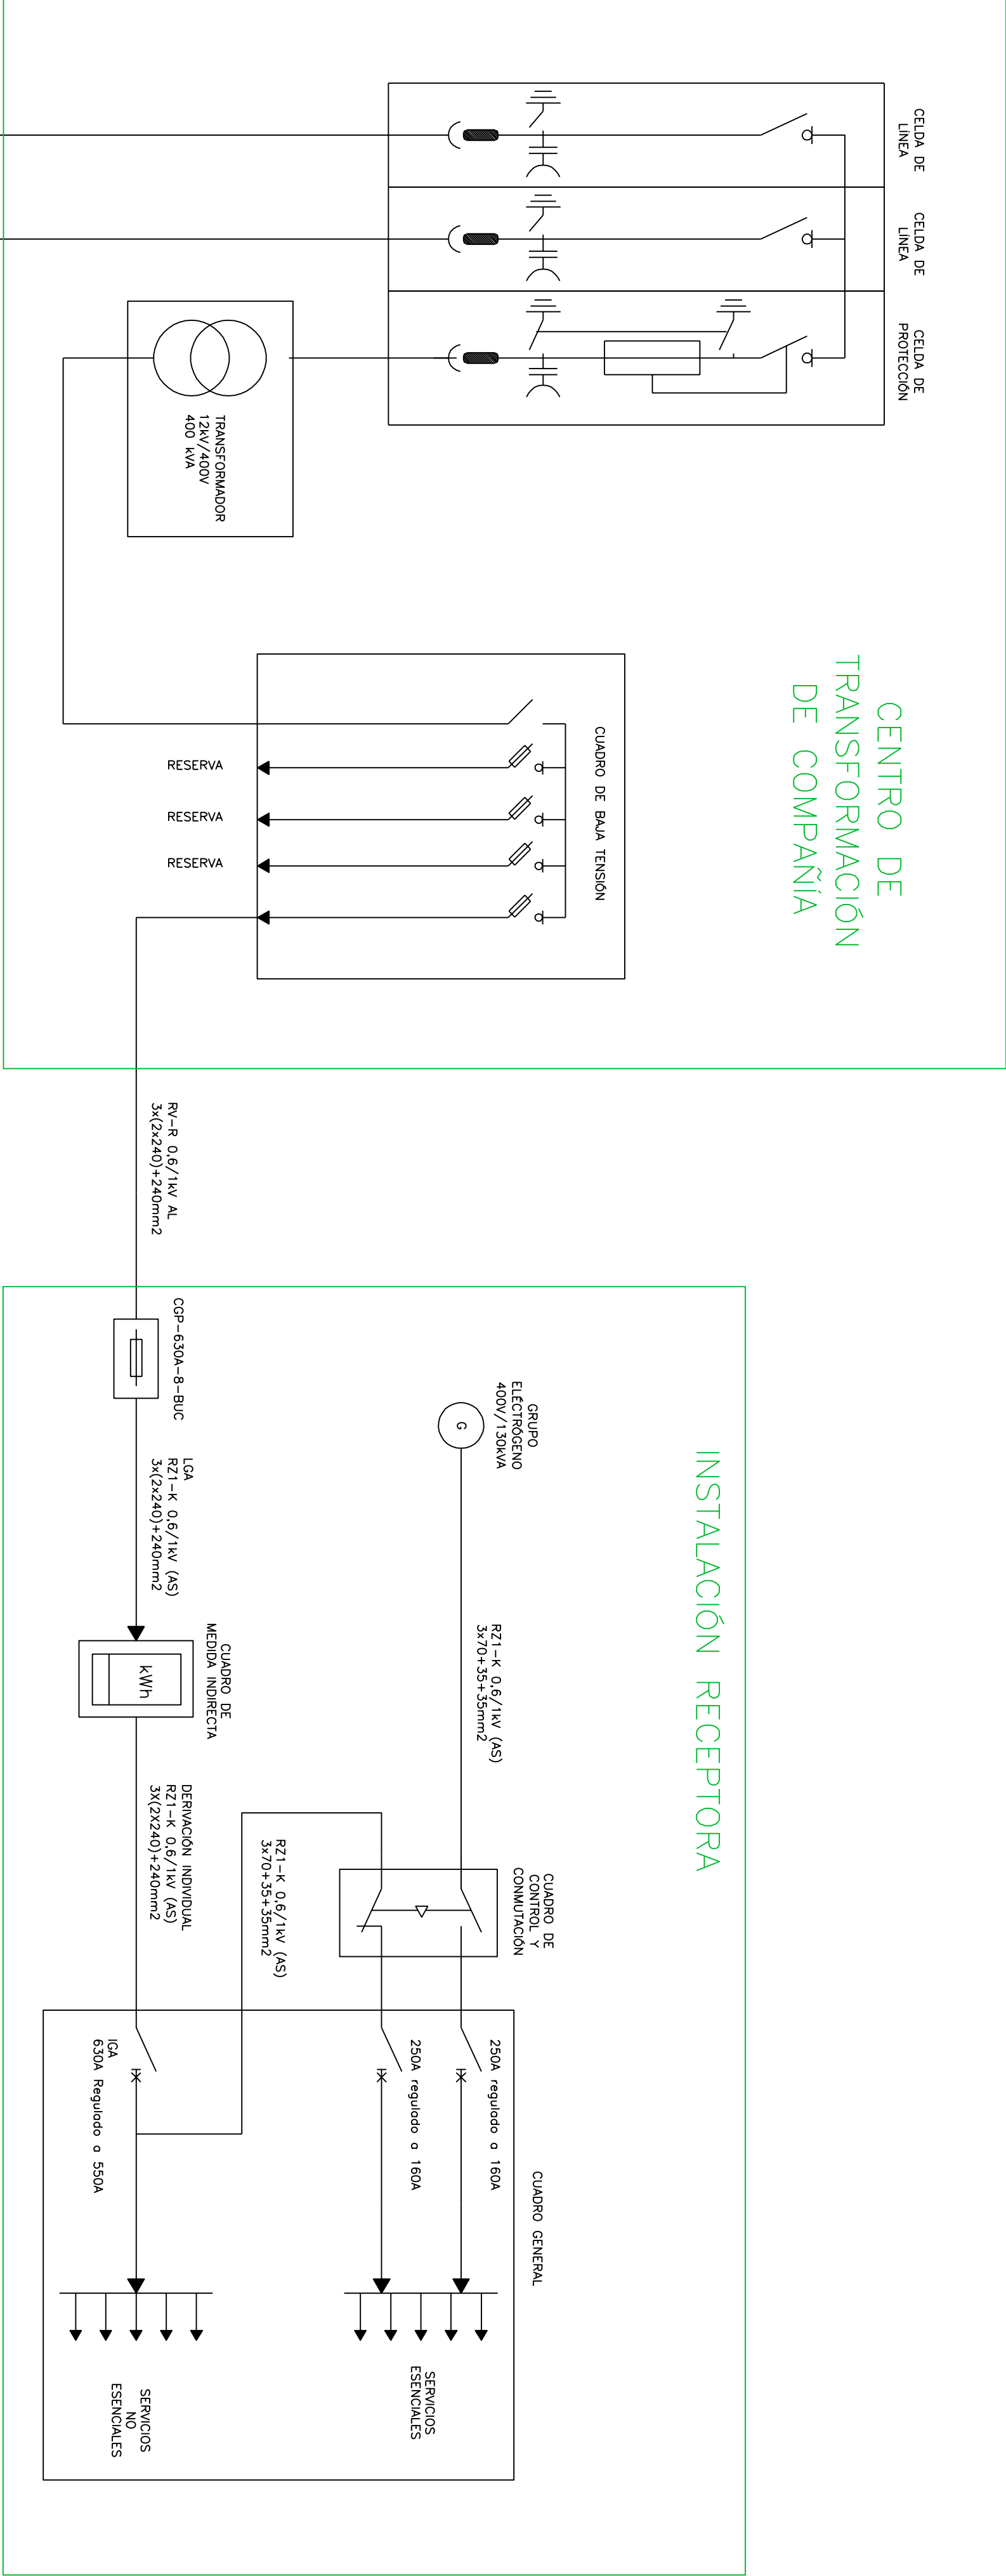 CENTRO DE
TRANSFORMACIÓN
DE COMPAÑÍA
CELDA DE
LÍNEA
CELDA DE
LÍNEA
CELDA DE
PROTECCIÓN
TRANSFORMADOR
12kV/400V
400 kVA
CUADRO DE BAJA TENSIÓN
RESERVA
RESERVA
RESERVA
RV-R 0,6/1kV AL
3x(2x240)+240mm2
INSTALACIÓN RECEPTORA
GRUPO
ELÉCTRÓGENO
400V/130kVA
G
RZ1-K 0,6/1kV (AS)
3x70+35+35mm2
CUADRO DE
CONTROL Y
CONMUTACIÓN
CGP-630A-8-BUC
LGA
RZ1-K 0,6/1kV (AS)
3x(2x240)+240mm2
CUADRO DE
MEDIDA INDIRECTA
kWh
DERIVACIÓN INDIVIDUAL
RZ1-K 0,6/1kV (AS)
3X(2X240)+240mm2
RZ1-K 0,6/1kV (AS)
3x70+35+35mm2
CUADRO GENERAL
250A regulado a 160A
250A regulado a 160A
IGA
630A Regulado a 550A
SERVICIOS
ESENCIALES
SERVICIOS
NO
ESENCIALES